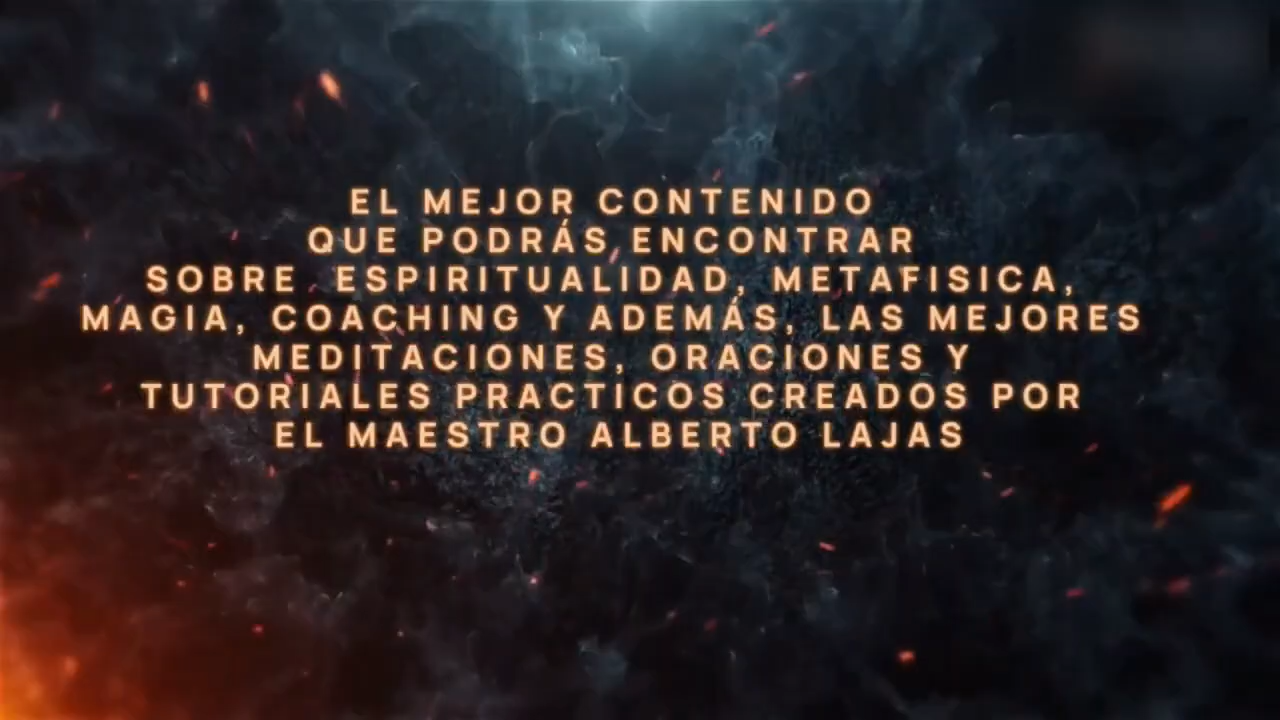 EL MEJOR CONTENIDO
QUE PODRÁS ENCONTRAR
SOBRE ESPIRITUALIDAD, METAFISICA,
MAGIA, COACHING Y ADEMÁS, LAS MEJORES
MEDITACIONES, ORACIONES Y
TUTORIALES PRACTICOS CREADOS POR
EL MAESTRO ALBERTO LAJAS